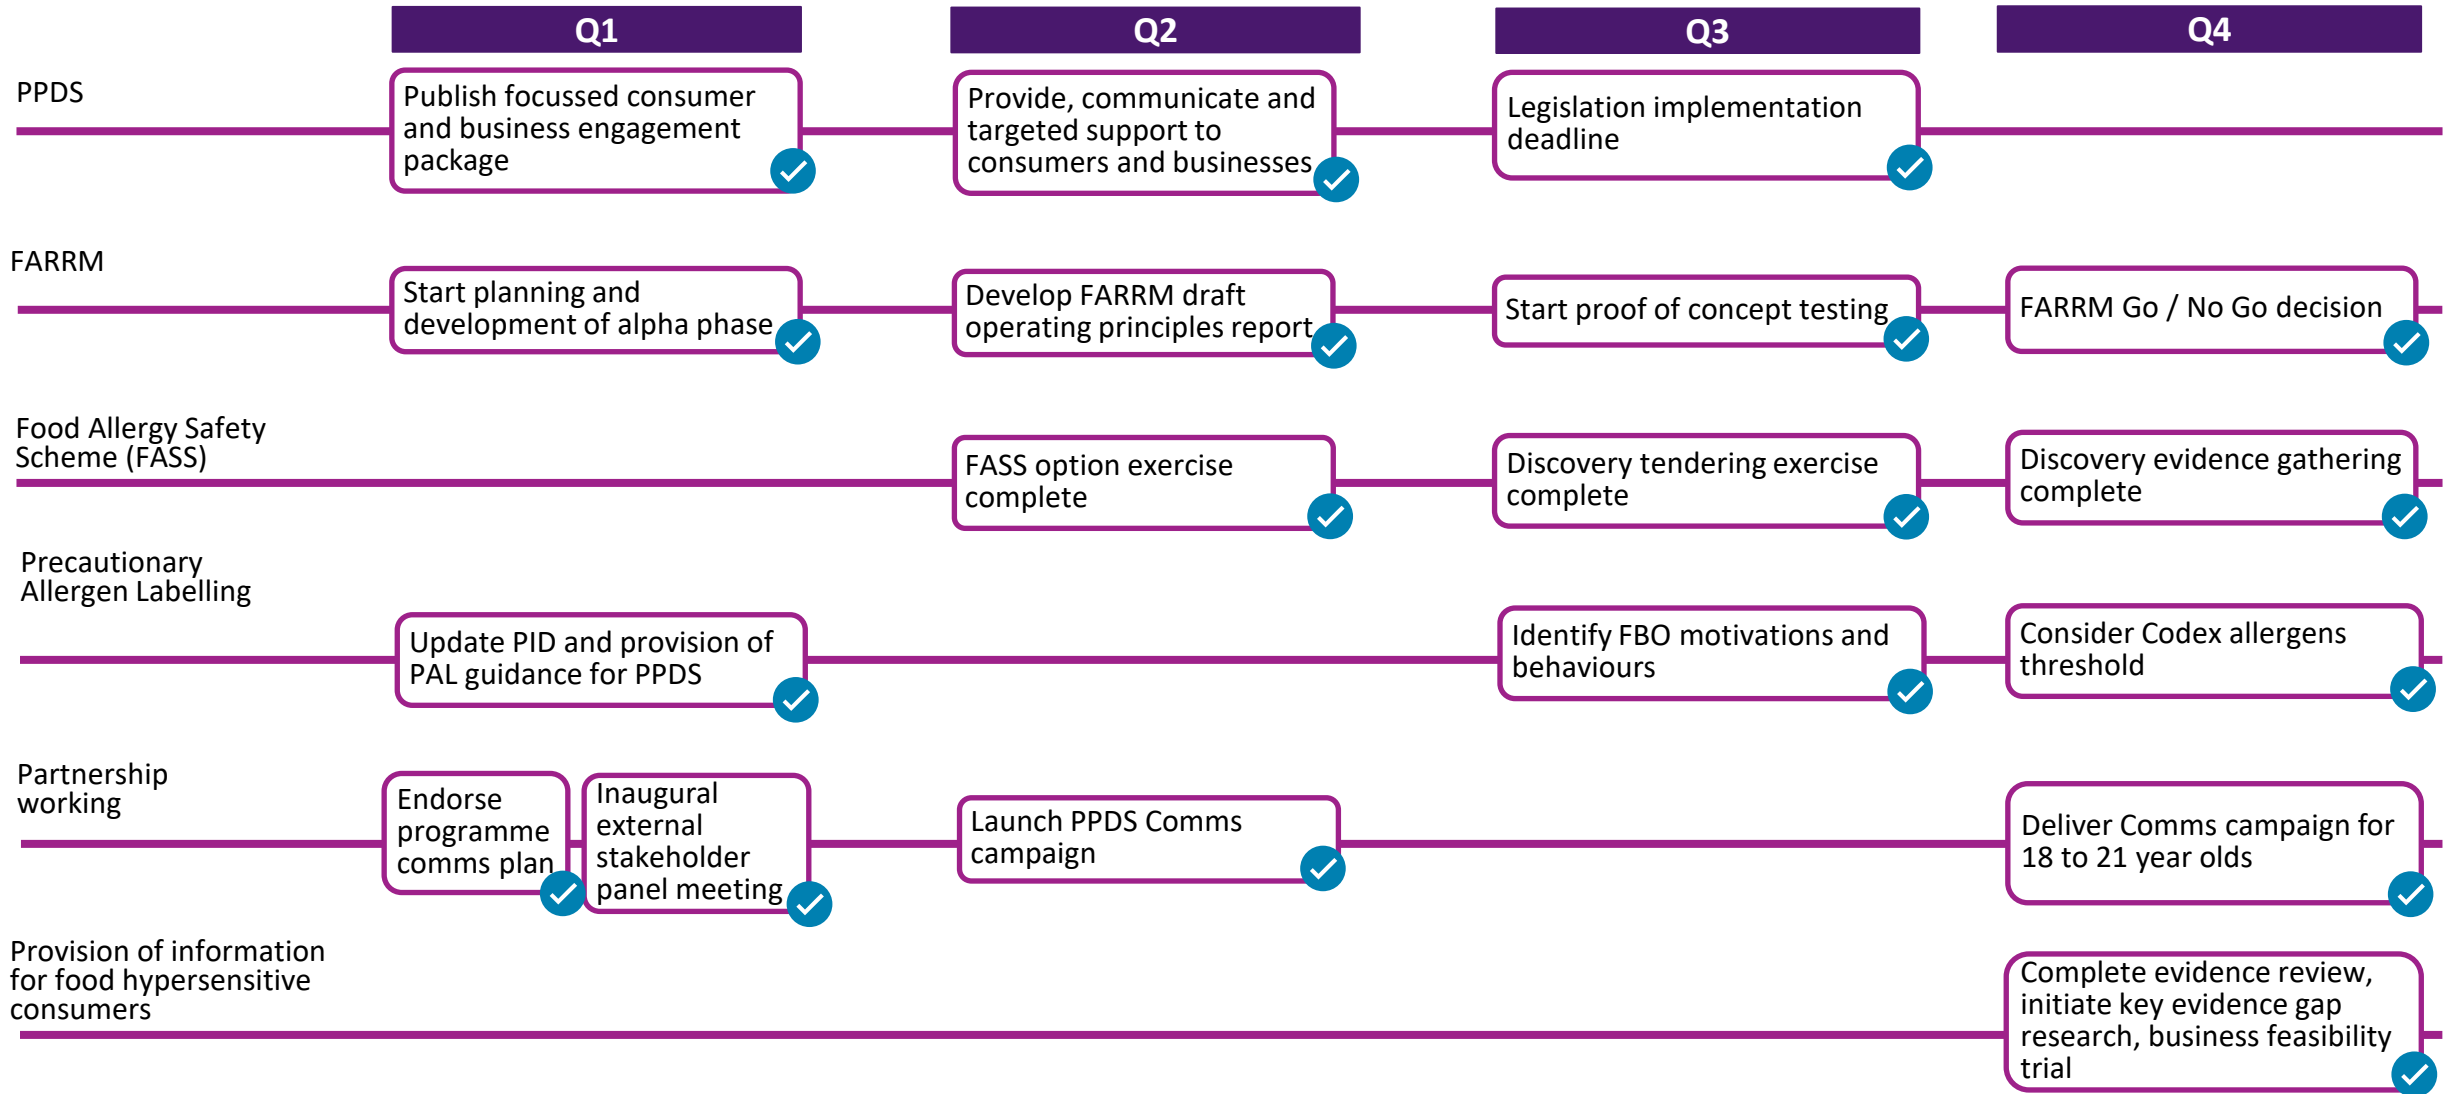 Q1
Q2
Q3
Q4
PPDS
Publish focussed consumer
and business engagement
package
Provide, communicate and
targeted support to
consumers and businesses
Legislation implementation
deadline
FARRM
Start planning and
development of alpha phase
Develop FARRM draft
operating principles report
Start proof of concept testing
FARRM Go / No Go decision
Food Allergy Safety
Scheme (FASS)
FASS option exercise
complete
Discovery tendering exercise
complete
Discovery evidence gathering
complete
Precautionary
Allergen Labelling
Update PID and provision of
PAL guidance for PPDS
Identify FBO motivations and
behaviours
Consider Codex allergens
threshold
Partnership
working
Endorse
programme
comms plan
Inaugural
external
stakeholder
panel meeting
Launch PPDS Comms
campaign
Deliver Comms campaign for
18 to 21 year olds
Provision of information
for food hypersensitive
consumers
Complete evidence review,
initiate key evidence gap
research, business feasibility
trial